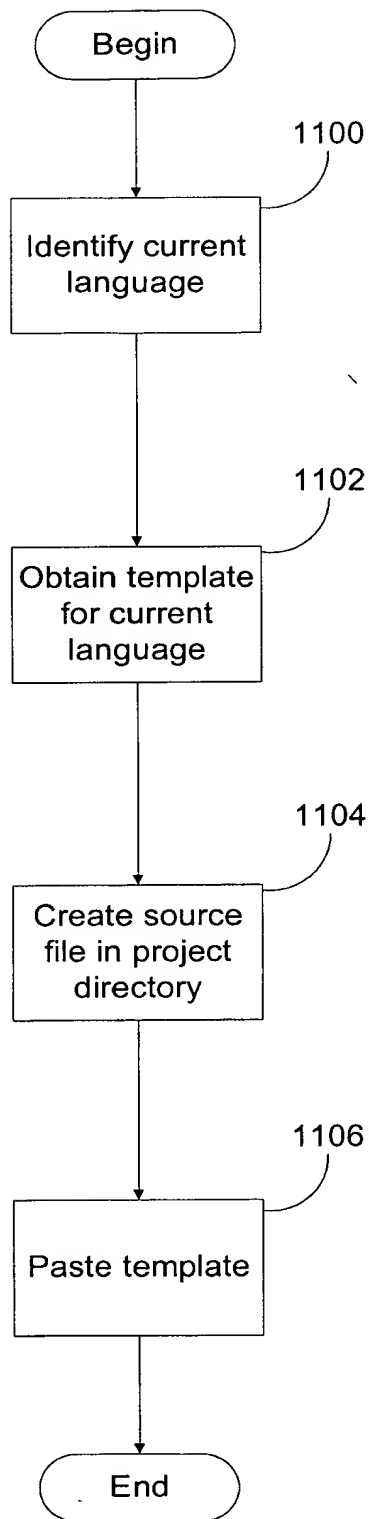 Begin
1100
Identify current
language
1102
Obtain template
for current
language
1104
Create source
file in project
directory
1106
Paste template
End